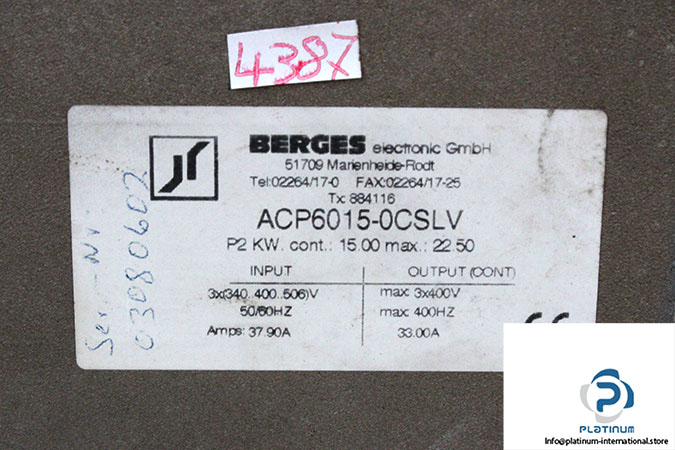 4387
BERGES electronic GmbH
51709 Marienheide-Rodt
Tel:02264/17-0 FAX:02264/17-25
Tx: 884116
ACP6015-0CSLV
P2 KW. cont.: 15.00 max.: 22.50
INPUT
3x(340..400..506)V
50/60HZ
Amps: 37.90A
OUTPUT (CONT)
max: 3x400V
max: 400HZ
33.00A
Ser.-Nr.
03080602
PLATINUM
info@platinum-international.store